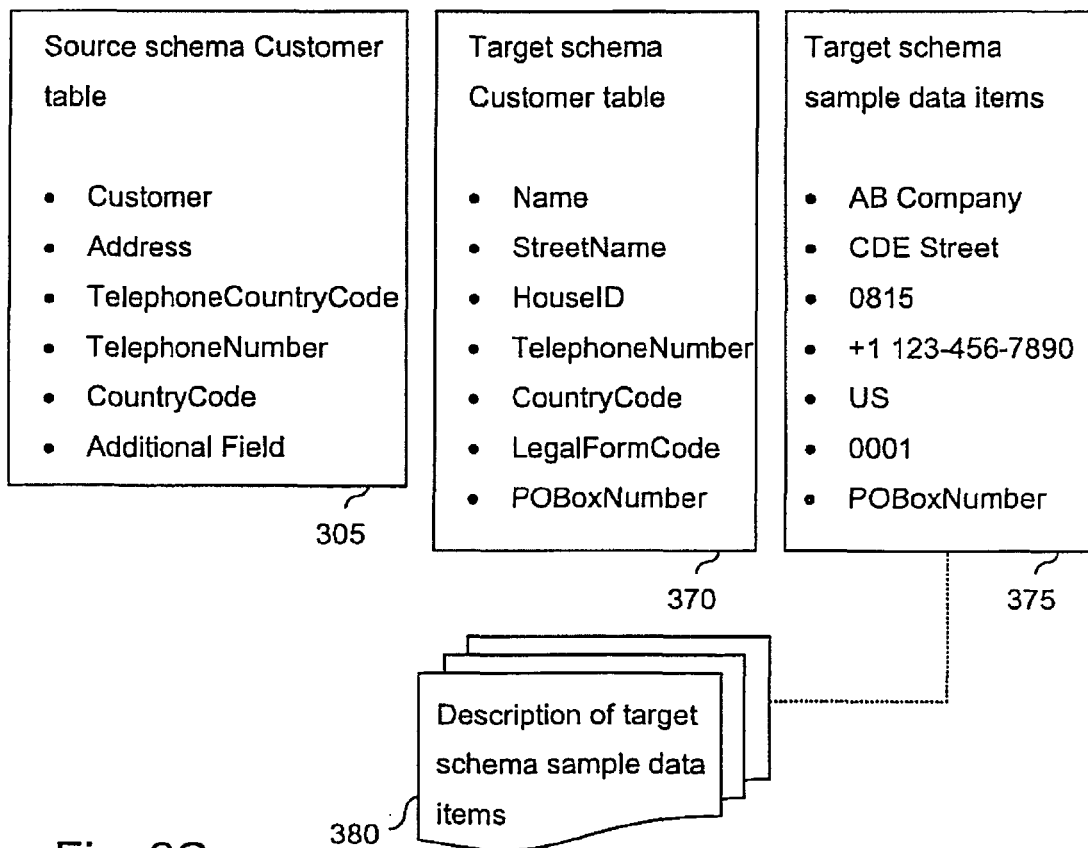 Source schema Customer
table
• Customer
• Address
• TelephoneCountryCode
• TelephoneNumber
• CountryCode
• Additional Field
305
Target schema
Customer table
• Name
• StreetName
• HouseID
• TelephoneNumber
• CountryCode
• LegalFormCode
• POBoxNumber
370
Target schema
sample data items
• AB Company
• CDE Street
• 0815
• +1 123-456-7890
• US
• 0001
• POBoxNumber
375
Description of target
schema sample data
items
380